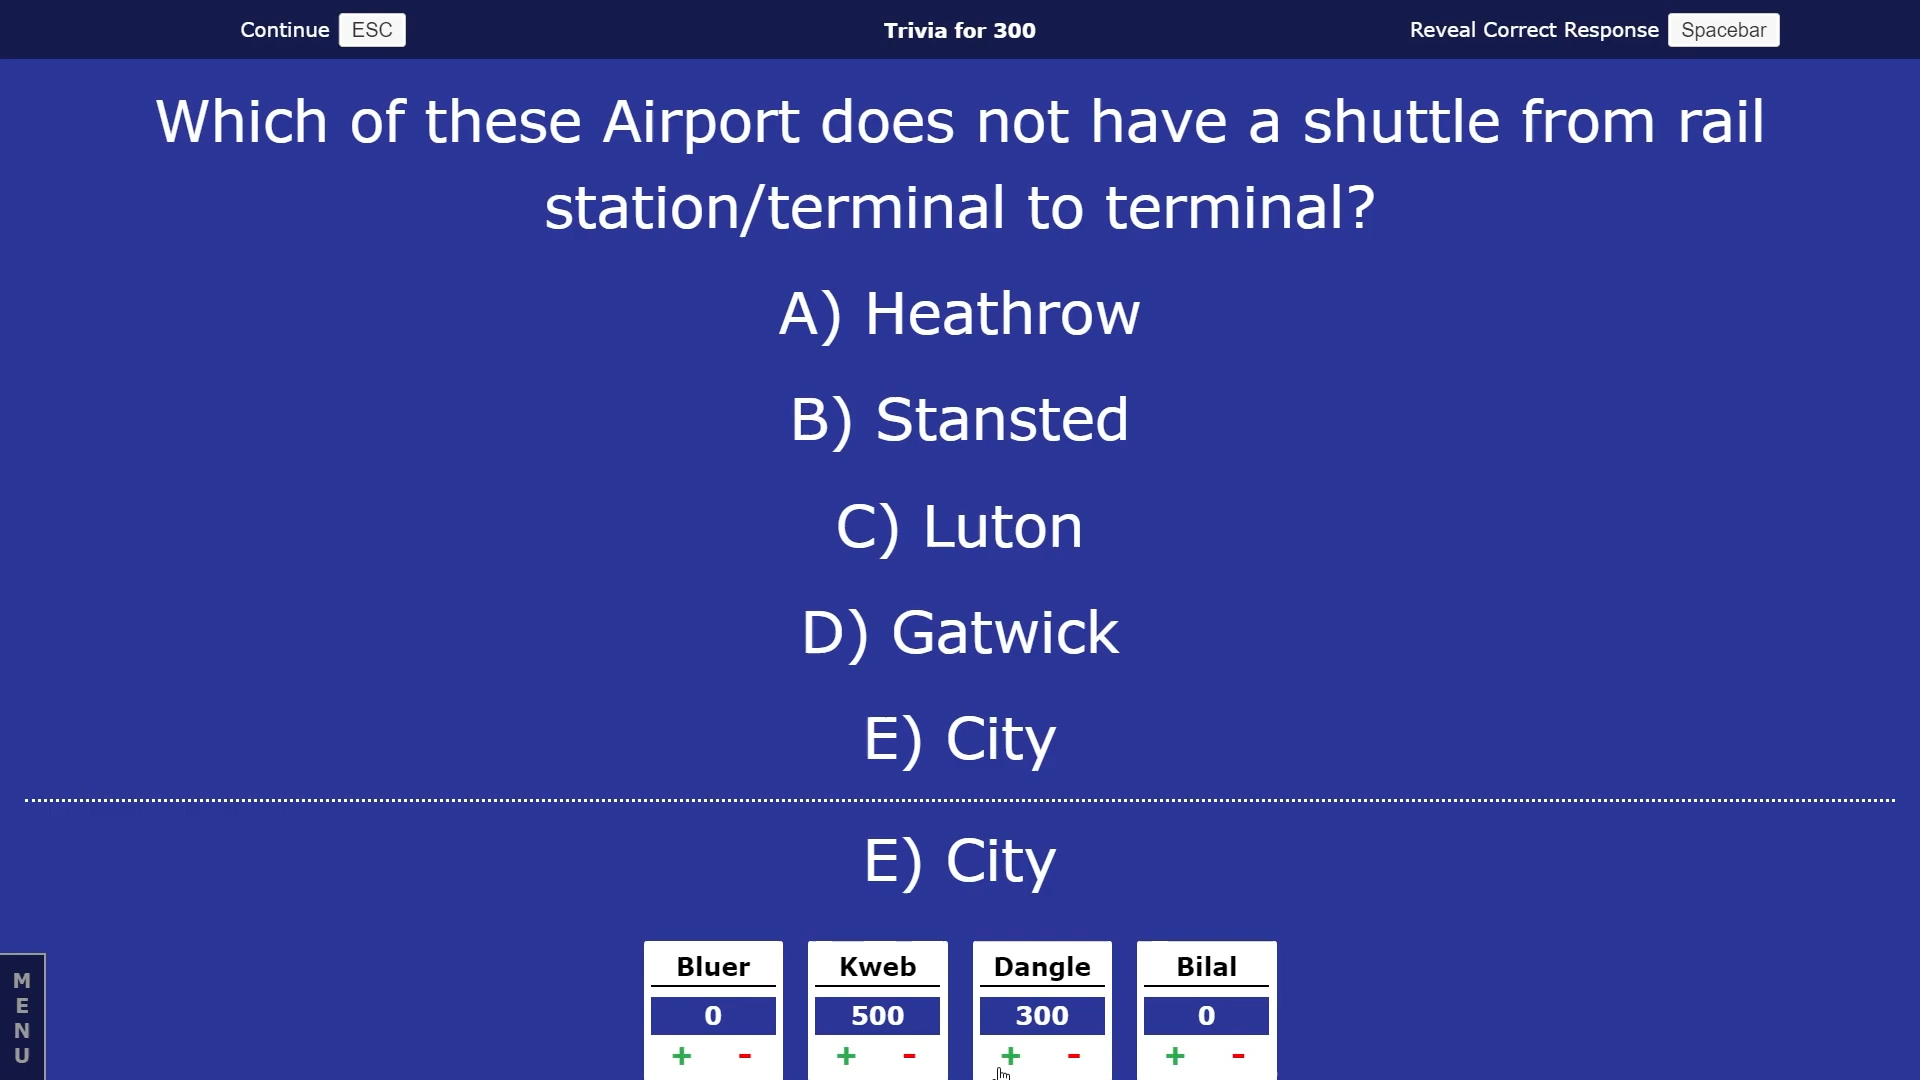 Continue ESC Trivia for 300 Reveal Correct Response Spacebar
Which of these Airport does not have a shuttle from rail
station/terminal to terminal?
A) Heathrow
B) Stansted
C) Luton
D) Gatwick
E) City
E) City
MENU
Bluer Kweb Dangle Bilal
0 500 300 0
+ - + - + - + -